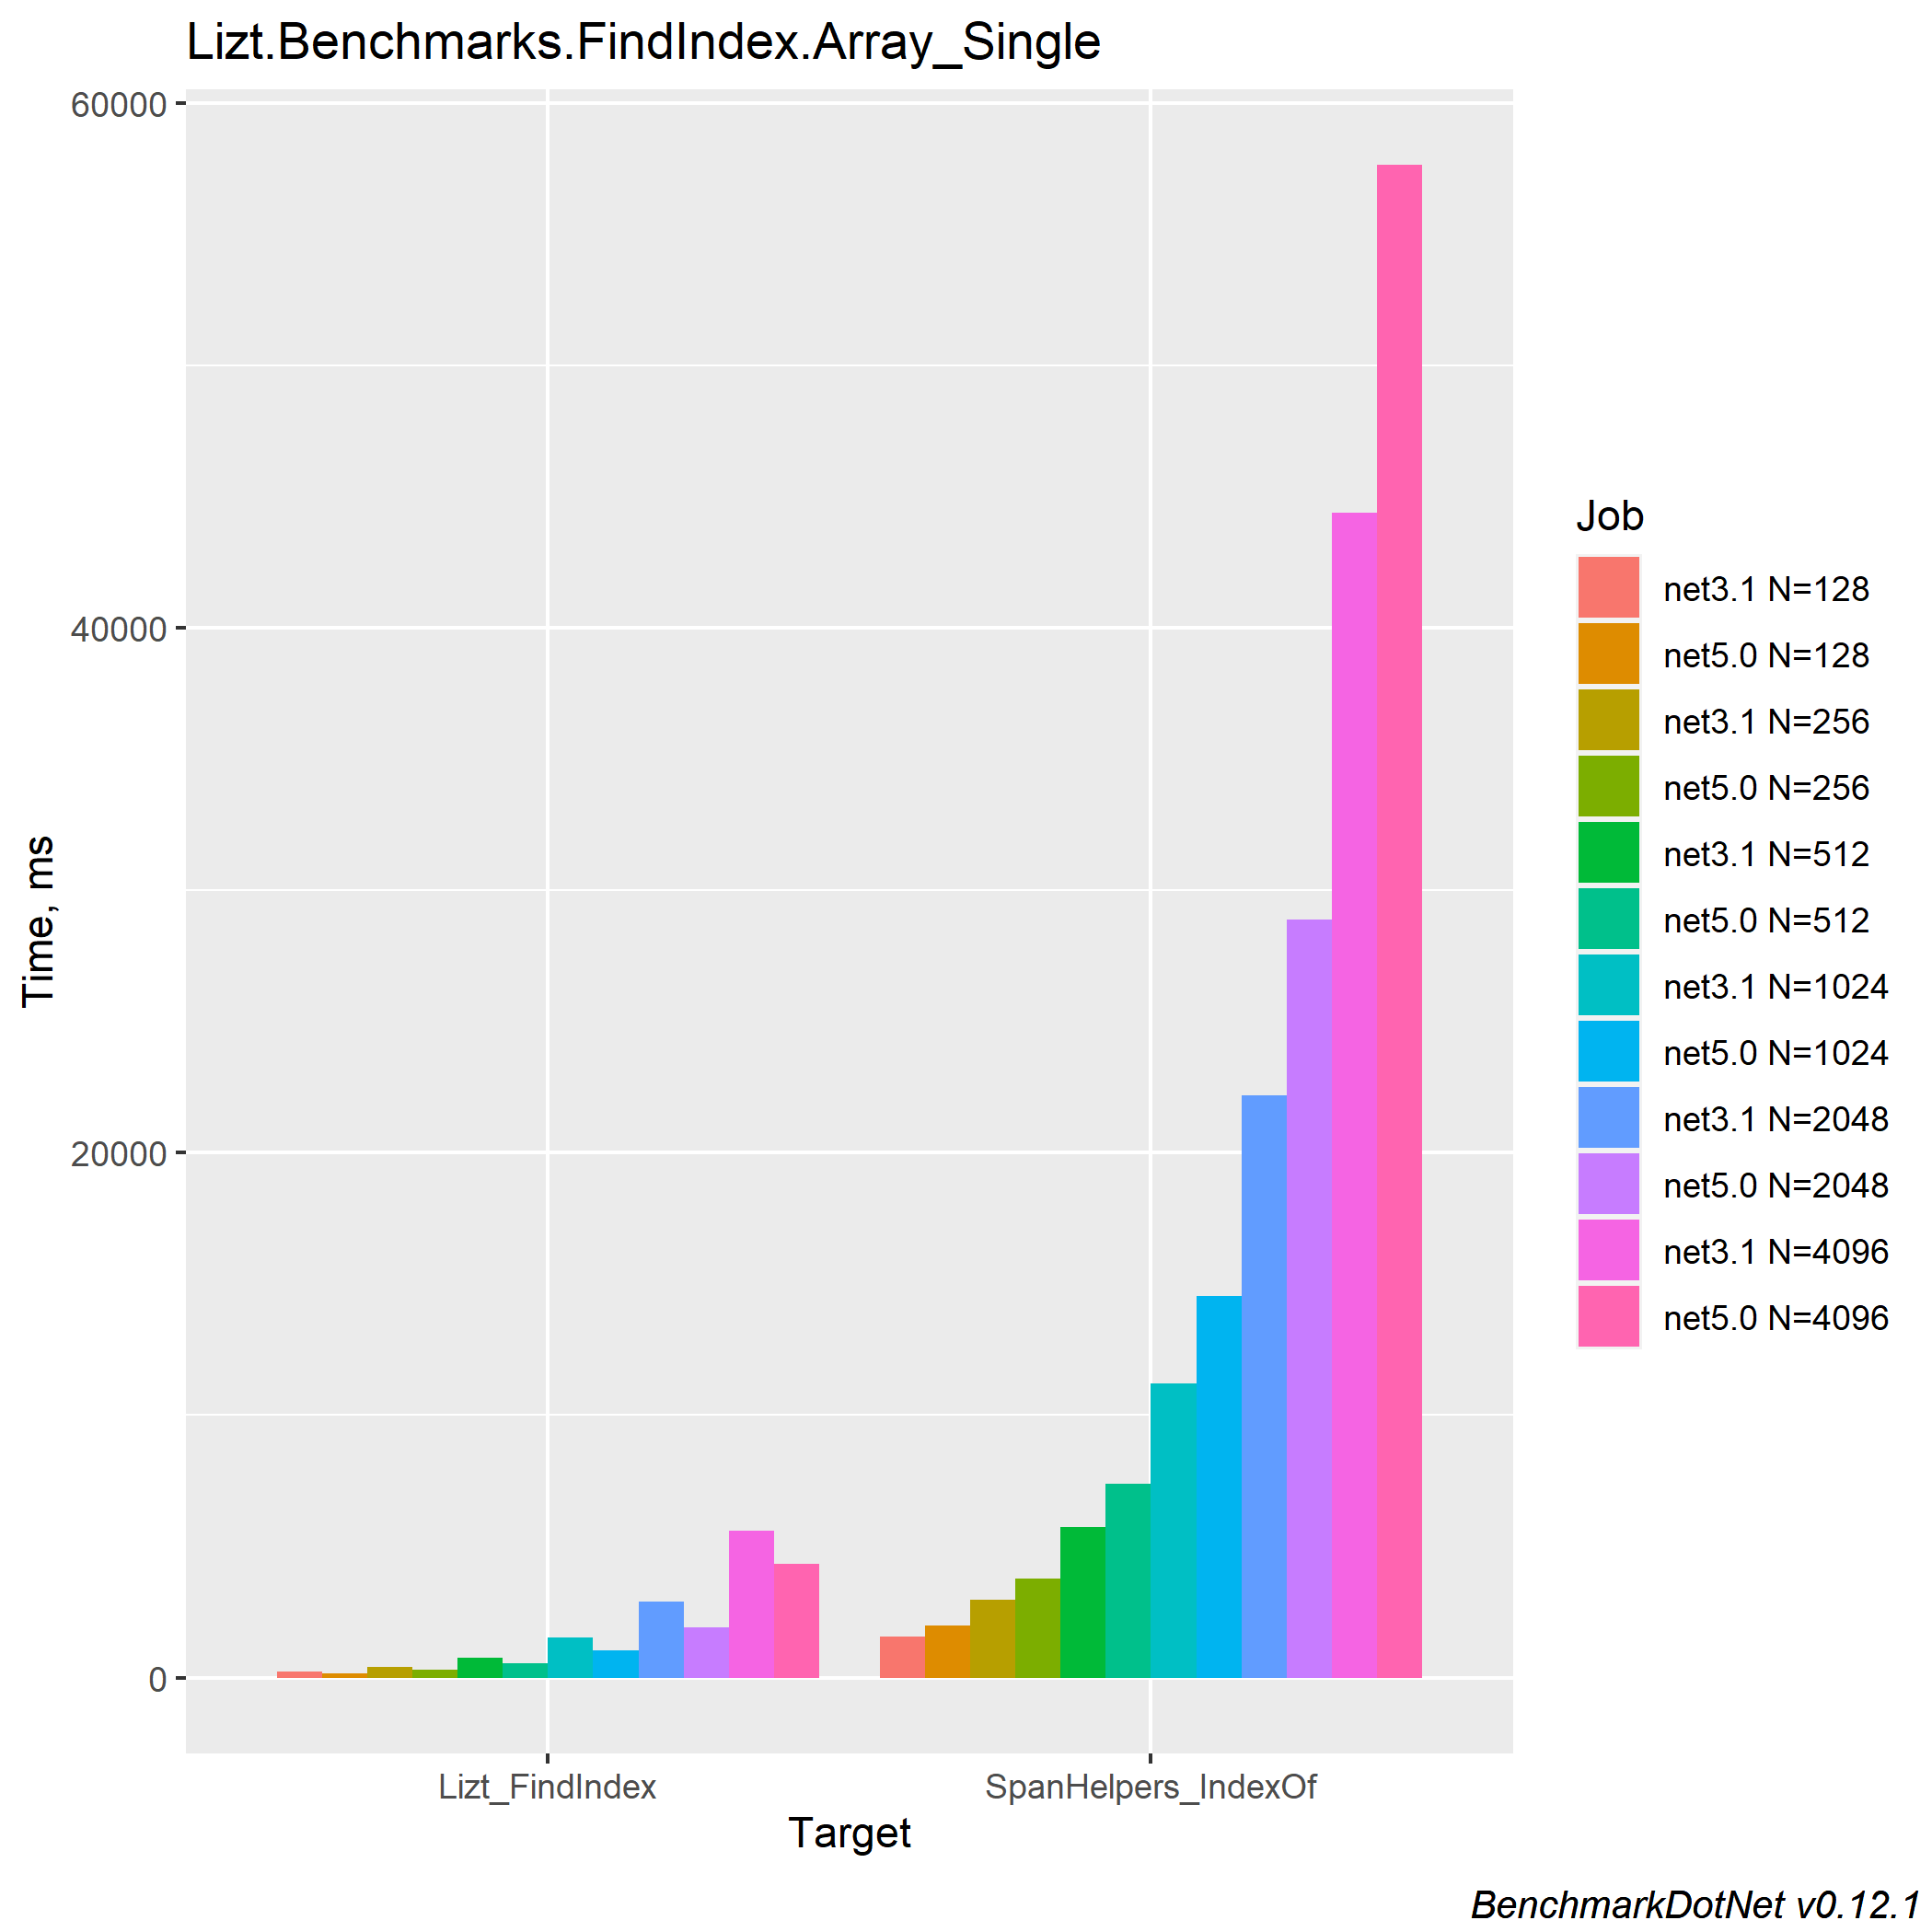 Lizt.Benchmarks.FindIndex.Array_Single
60000
40000
20000
0
Time, ms
Lizt_FindIndex
SpanHelpers_IndexOf
Target
Job
net3.1 N=128
net5.0 N=128
net3.1 N=256
net5.0 N=256
net3.1 N=512
net5.0 N=512
net3.1 N=1024
net5.0 N=1024
net3.1 N=2048
net5.0 N=2048
net3.1 N=4096
net5.0 N=4096
BenchmarkDotNet v0.12.1